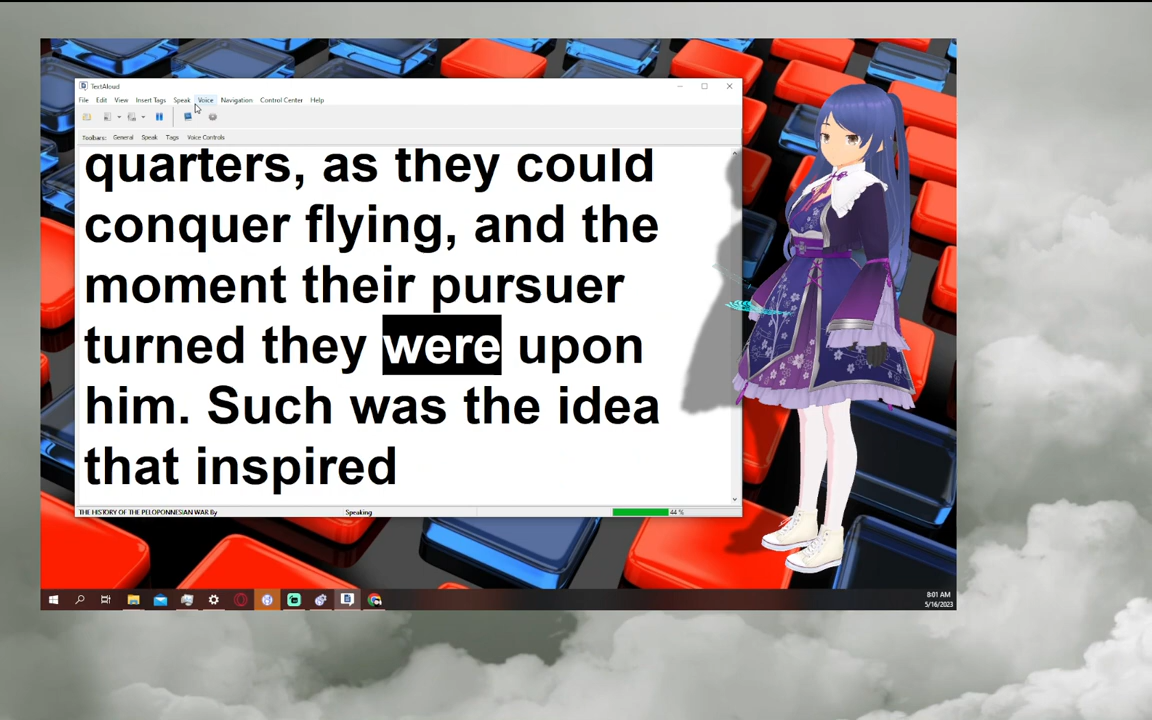 TextAloud
File Edit View Insert Tags Speak Voice Navigation Control Center Help
Toolbars: General Speak Tags Voice Controls
quarters, as they could
conquer flying, and the
moment their pursuer
turned they were upon
him. Such was the idea
that inspired
THE HISTORY OF THE PELOPONNESIAN WAR By Speaking 44 %
8:01 AM
5/16/2023